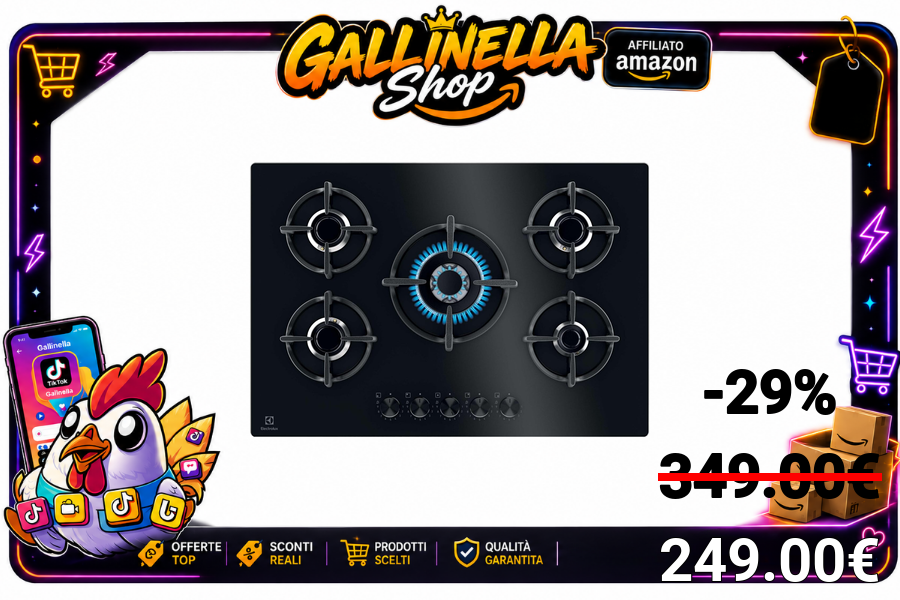 GALLINELLA
Shop
AFFILIATO
amazon
Gallinella
TikTok
Gallinella
Electrolux
-29%
349.00€
249.00€
OFFERTE
TOP
SCONTI
REALI
PRODOTTI
SCELTI
QUALITÀ
GARANTITA